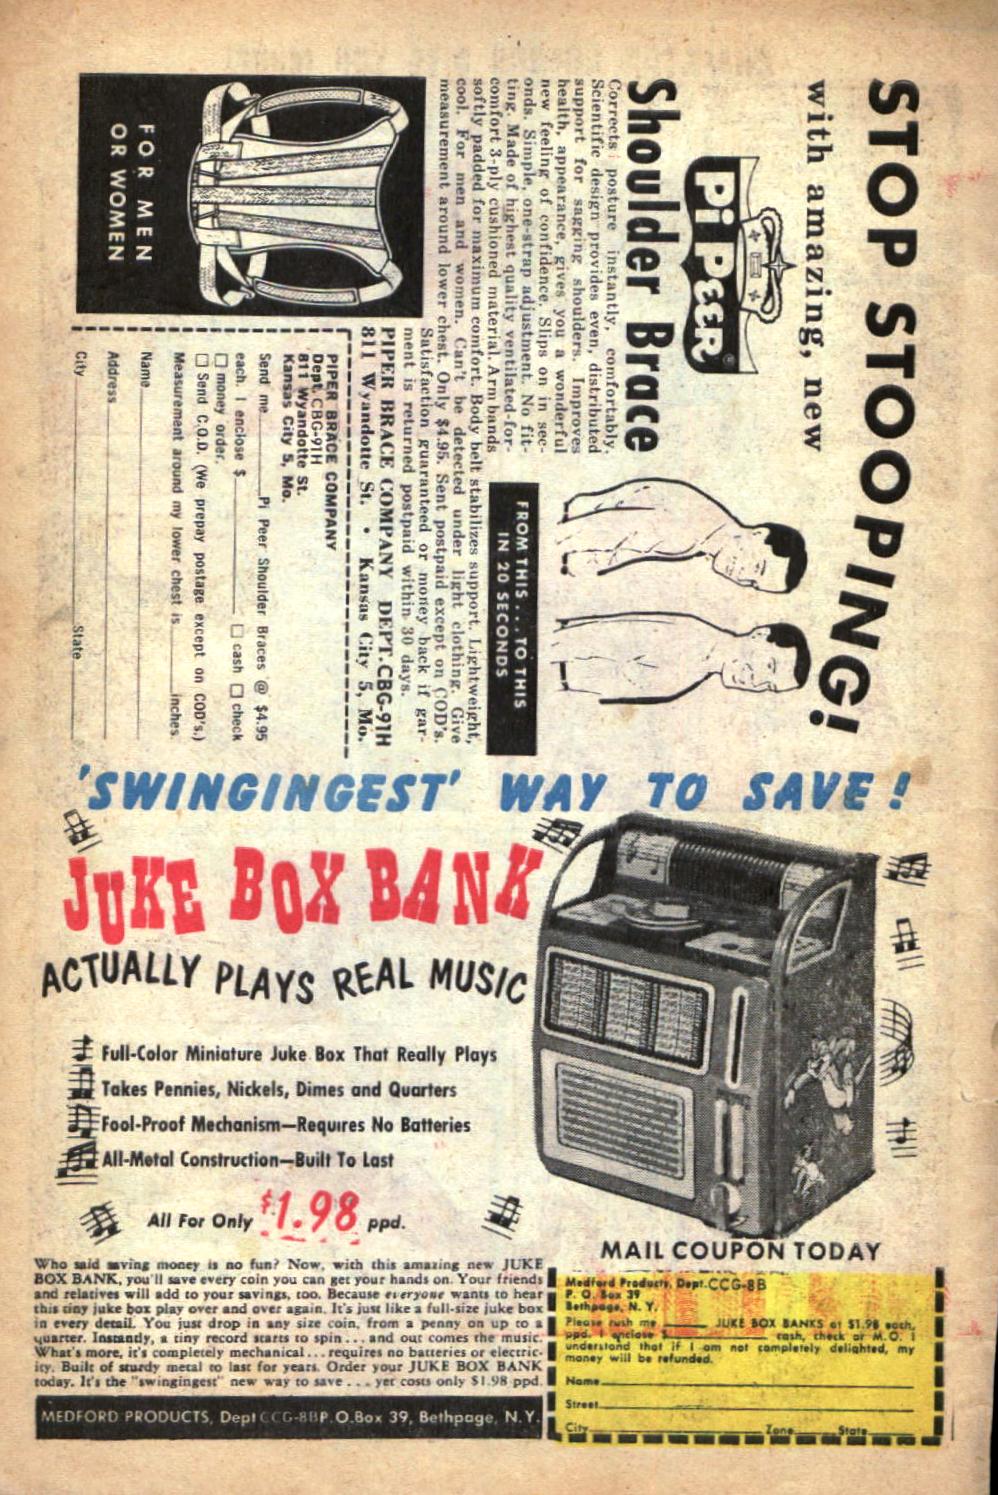 STOP STOOPING!
with amazing, new
Pi PEER®
Shoulder Brace
Corrects posture instantly, comfortably.
Scientific design provides even, distributed
support for sagging shoulders. Improves
health, appearance, gives you a wonderful
new feeling of confidence. Slips on in sec-
onds. Simple, one-strap adjustment. No fit-
ting. Made of highest quality ventilated-for-
comfort 3-ply cushioned material. Arm bands
softly padded for maximum comfort. Body belt stabilizes support. Lightweight,
cool. For men and women. Can't be detected under light clothing. Give
measurement around lower chest. Only $4.95. Sent postpaid except on COD's.
Satisfaction guaranteed or money back if gar-
ment is returned postpaid within 30 days.
PIPER BRACE COMPANY DEPT.CBG-91H
811 Wyandotte St. • Kansas City 5, Mo.
FROM THIS . . . TO THIS
IN 20 SECONDS
FOR MEN
OR WOMEN
PIPER BRACE COMPANY
Dept. CBG-91H
811 Wyandotte St.
Kansas City 5, Mo.
Send me Pi Peer Shoulder Braces @ $4.95
each. I enclose $ cash check
money order.
Send C.O.D. (We prepay postage except on COD's.)
Measurement around my lower chest is inches.
Name
Address
City State
'SWINGINGEST' WAY TO SAVE!
JUKE BOX BANK
ACTUALLY PLAYS REAL MUSIC
Full-Color Miniature Juke Box That Really Plays
Takes Pennies, Nickels, Dimes and Quarters
Fool-Proof Mechanism—Requires No Batteries
All-Metal Construction—Built To Last
All For Only $1.98 ppd.
Who said saving money is no fun? Now, with this amazing new JUKE
BOX BANK, you'll save every coin you can get your hands on. Your friends
and relatives will add to your savings, too. Because everyone wants to hear
this tiny juke box play over and over again. It's just like a full-size juke box
in every detail. You just drop in any size coin, from a penny on up to a
quarter. Instantly, a tiny record starts to spin . . . and out comes the music.
What's more, it's completely mechanical . . . requires no batteries or electric-
ity. Built of sturdy metal to last for years. Order your JUKE BOX BANK
today. It's the "swingingest" new way to save . . . yet costs only $1.98 ppd.
MEDFORD PRODUCTS, Dept CCG-8B P.O.Box 39, Bethpage, N.Y.
MAIL COUPON TODAY
Medford Products, Dept. CCG-8B
P. O. Box 39
Bethpage, N. Y.
Please rush me JUKE BOX BANKS at $1.98 each,
ppd. I enclose $ cash, check or M.O. I
understand that if I am not completely delighted, my
money will be refunded.
Name
Street
City Zone State